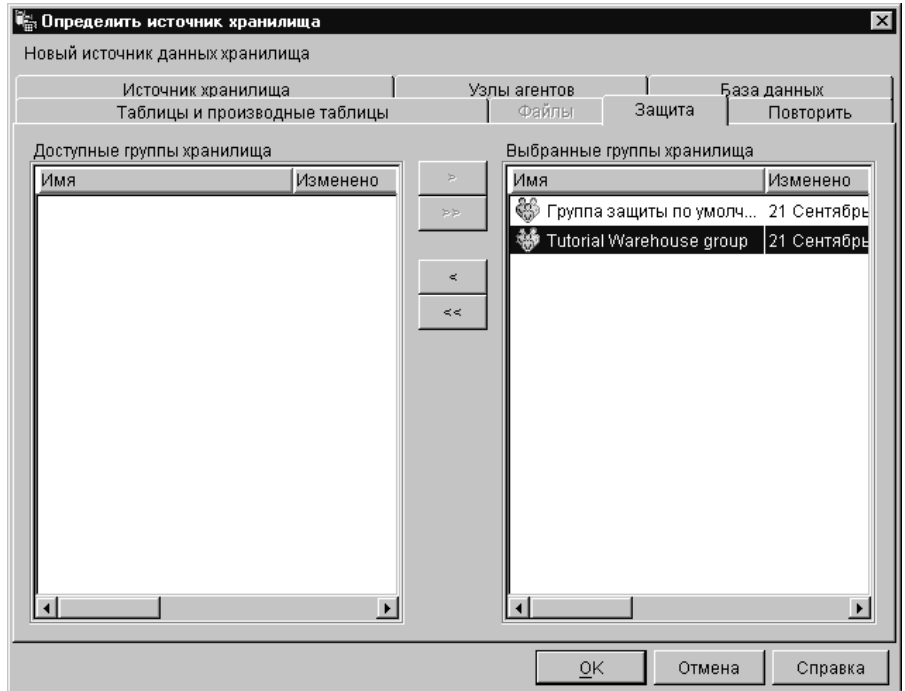 Определить источник хранилища
Новый источник данных хранилища
Источник хранилища Узлы агентов База данных
Таблицы и производные таблицы Файлы Защита Повторить
Доступные группы хранилища Выбранные группы хранилища
Имя Изменено > Имя Изменено
>> Группа защиты по умолч... 21 Сентябрь
Tutorial Warehouse group 21 Сентябрь
<
<<
OK Отмена Справка